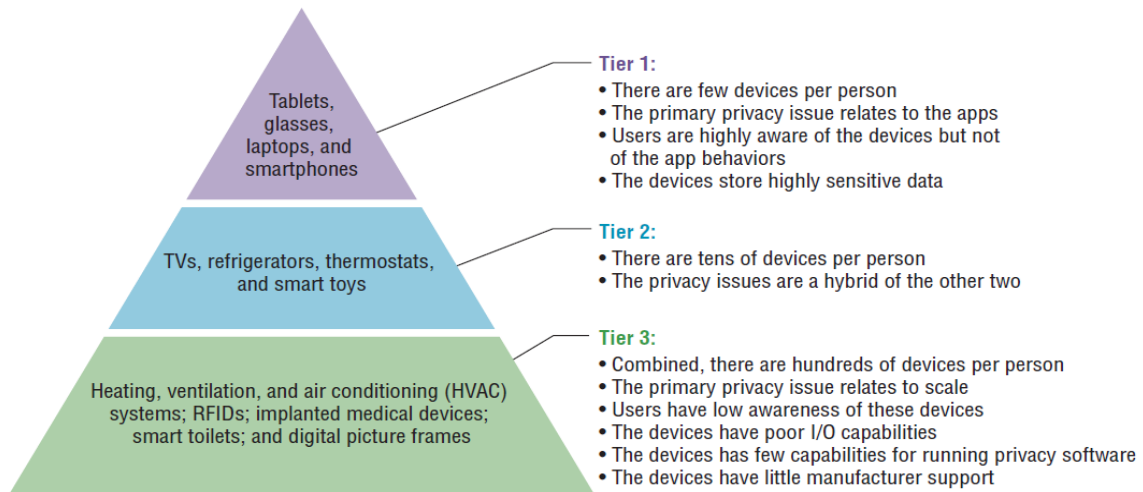 Tablets,
glasses,
laptops, and
smartphones
Tier 1:
• There are few devices per person
• The primary privacy issue relates to the apps
• Users are highly aware of the devices but not
of the app behaviors
• The devices store highly sensitive data
TVs, refrigerators, thermostats,
and smart toys
Tier 2:
• There are tens of devices per person
• The privacy issues are a hybrid of the other two
Heating, ventilation, and air conditioning (HVAC)
systems; RFIDs; implanted medical devices;
smart toilets; and digital picture frames
Tier 3:
• Combined, there are hundreds of devices per person
• The primary privacy issue relates to scale
• Users have low awareness of these devices
• The devices have poor I/O capabilities
• The devices has few capabilities for running privacy software
• The devices have little manufacturer support